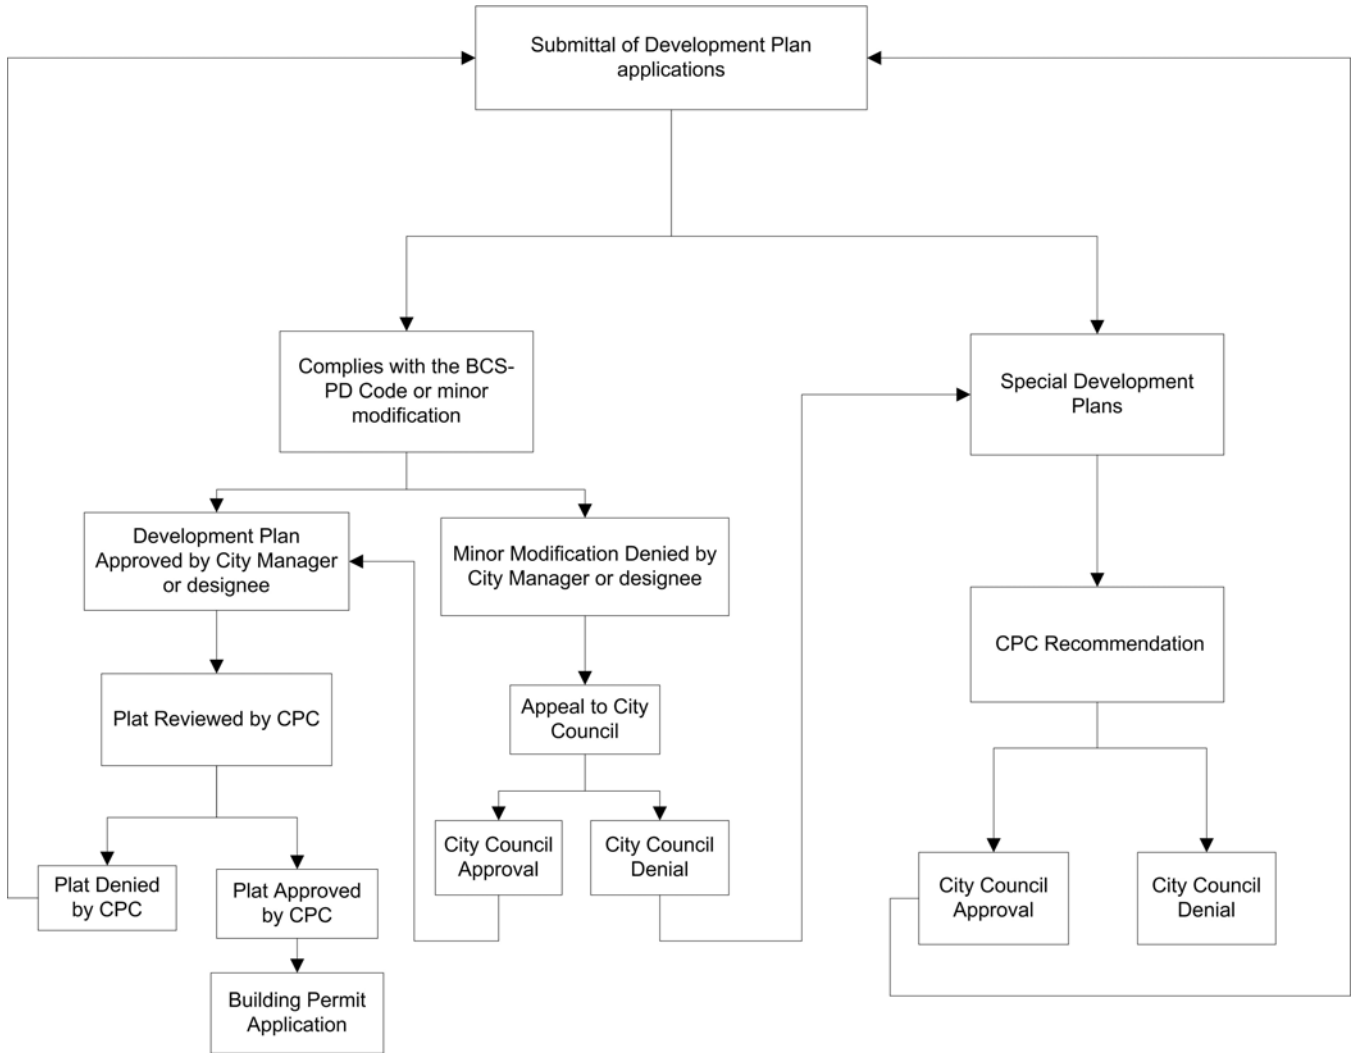 Submittal of Development Plan
applications
Complies with the BCS-
PD Code or minor
modification
Special Development
Plans
Development Plan
Approved by City Manager
or designee
Minor Modification Denied by
City Manager or designee
CPC Recommendation
Plat Reviewed by CPC
Appeal to City
Council
City Council
Approval
City Council
Denial
Plat Denied
by CPC
Plat Approved
by CPC
City Council
Approval
City Council
Denial
Building Permit
Application